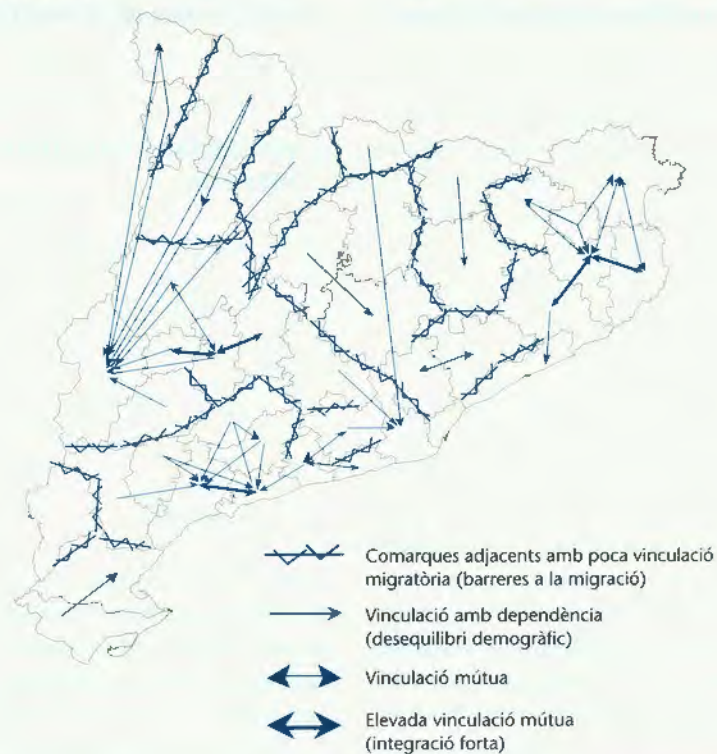 Comarques adjacents amb poca vinculació
migratòria (barreres a la migració)
Vinculació amb dependència
(desequilibri demogràfic)
Vinculació mútua
Elevada vinculació mútua
(integració forta)